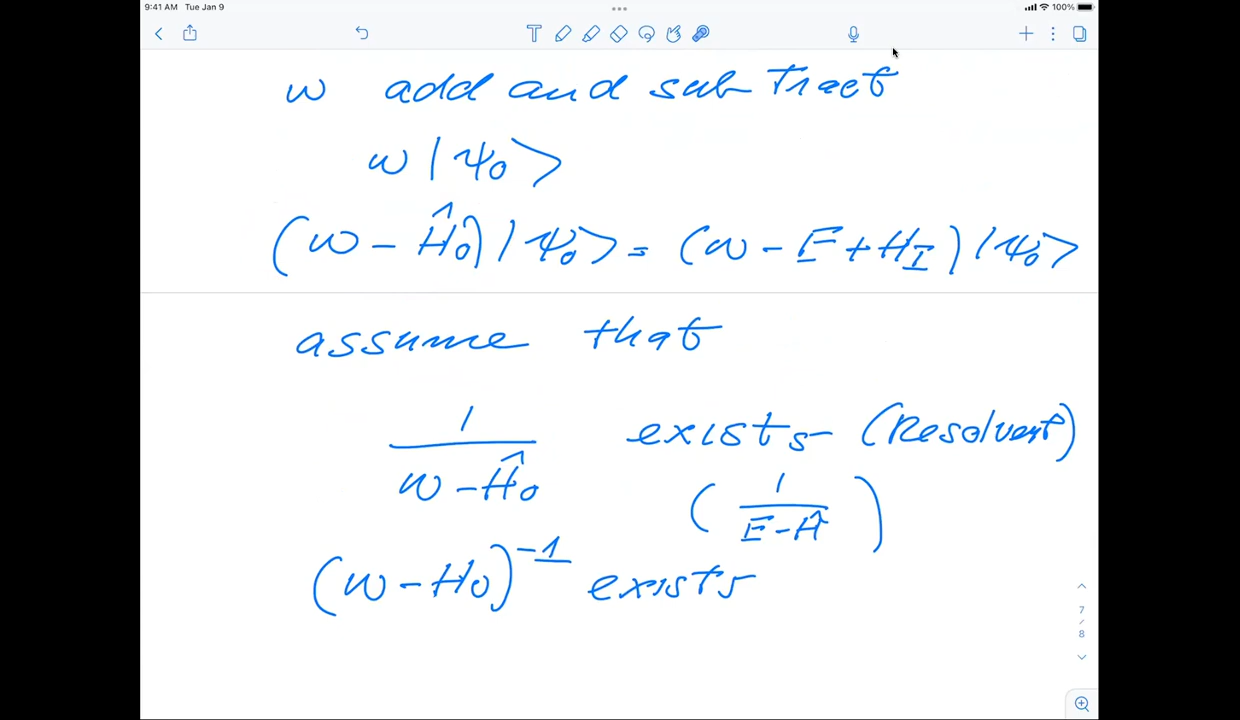 9:41 AM Tue Jan 9
100%
w add and subtract
w|Ψ₀⟩
(w − Ĥ₀)|Ψ₀⟩ = (w − E + H_I)|Ψ₀⟩
assume that
1/(w − Ĥ₀) exists (Resolvent)
(1/(E − Ĥ))
(w − H₀)⁻¹ exists
7
/
8